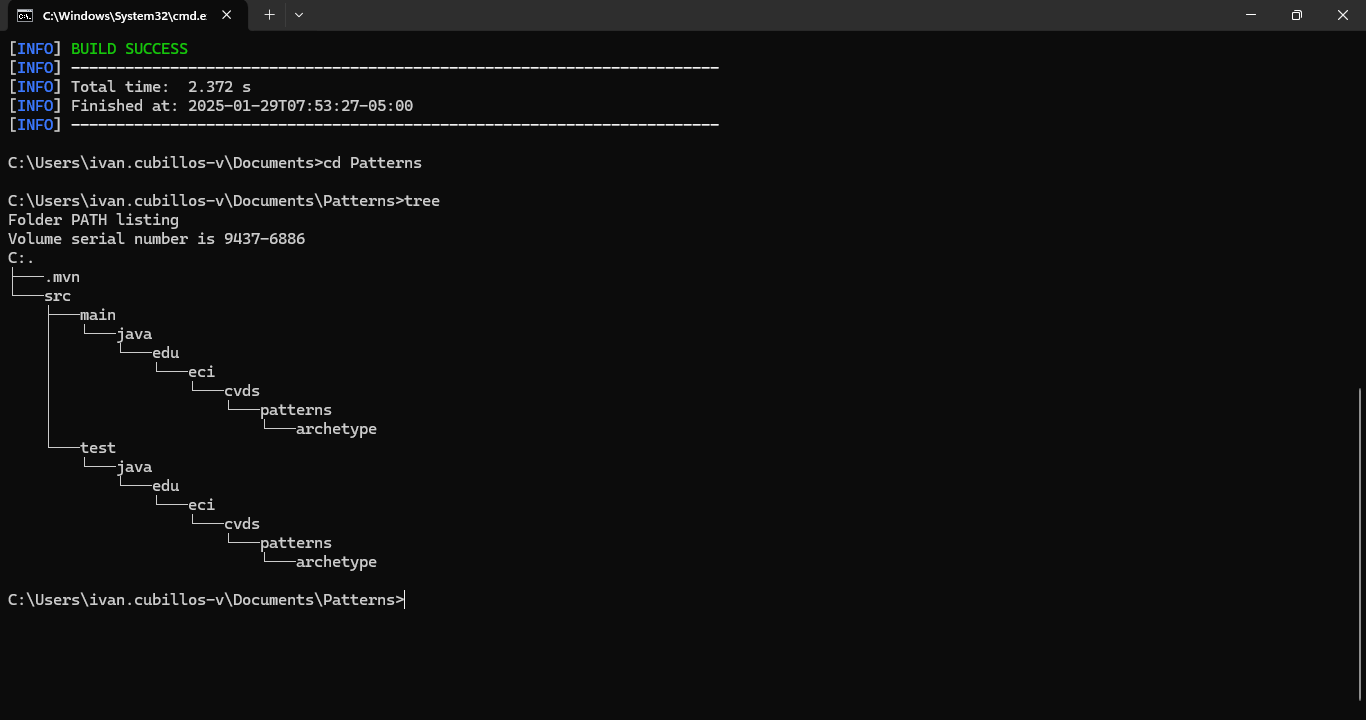 C:\Windows\System32\cmd.e
[INFO] BUILD SUCCESS
[INFO] ------------------------------------------------------------------------
[INFO] Total time:  2.372 s
[INFO] Finished at: 2025-01-29T07:53:27-05:00
[INFO] ------------------------------------------------------------------------
C:\Users\ivan.cubillos-v\Documents>cd Patterns
C:\Users\ivan.cubillos-v\Documents\Patterns>tree
Folder PATH listing
Volume serial number is 9437-6886
C:.
├───.mvn
└───src
    ├───main
    │   └───java
    │       └───edu
    │           └───eci
    │               └───cvds
    │                   └───patterns
    │                       └───archetype
    └───test
        └───java
            └───edu
                └───eci
                    └───cvds
                        └───patterns
                            └───archetype
C:\Users\ivan.cubillos-v\Documents\Patterns>